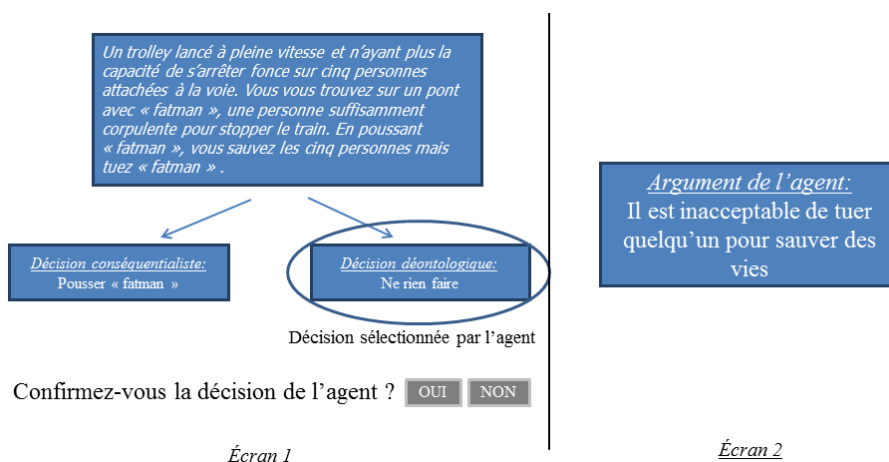 Un trolley lancé à pleine vitesse et n'ayant plus la
capacité de s'arrêter fonce sur cinq personnes
attachées à la voie. Vous vous trouvez sur un pont
avec « fatman », une personne suffisamment
corpulente pour stopper le train. En poussant
« fatman », vous sauvez les cinq personnes mais
tuez « fatman » .
Décision conséquentialiste:
Pousser « fatman »
Décision déontologique:
Ne rien faire
Décision sélectionnée par l'agent
Confirmez-vous la décision de l'agent ? OUI NON
Écran 1
Argument de l'agent:
Il est inacceptable de tuer
quelqu'un pour sauver des
vies
Écran 2